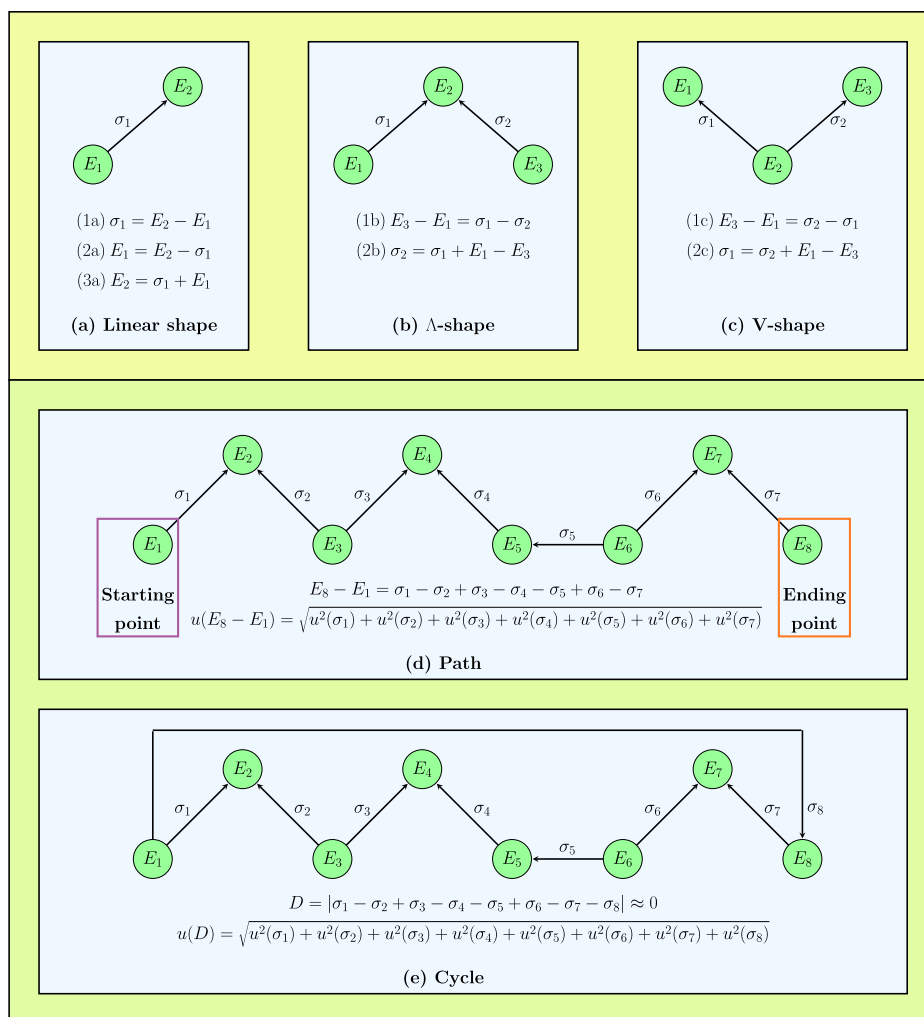 E₂
σ₁
E₁
(1a) σ₁ = E₂ − E₁
(2a) E₁ = E₂ − σ₁
(3a) E₂ = σ₁ + E₁
(a) Linear shape
E₂
σ₁
σ₂
E₁
E₃
(1b) E₃ − E₁ = σ₁ − σ₂
(2b) σ₂ = σ₁ + E₁ − E₃
(b) Λ-shape
E₁
E₃
σ₁
σ₂
E₂
(1c) E₃ − E₁ = σ₂ − σ₁
(2c) σ₁ = σ₂ + E₁ − E₃
(c) V-shape
E₂
E₄
E₇
σ₁
σ₂
σ₃
σ₄
σ₆
σ₇
σ₅
E₁
E₃
E₅
E₆
E₈
Starting
point
E₈ − E₁ = σ₁ − σ₂ + σ₃ − σ₄ − σ₅ + σ₆ − σ₇
u(E₈ − E₁) = √(u²(σ₁) + u²(σ₂) + u²(σ₃) + u²(σ₄) + u²(σ₅) + u²(σ₆) + u²(σ₇))
Ending
point
(d) Path
E₂
E₄
E₇
σ₁
σ₂
σ₃
σ₄
σ₆
σ₇
σ₈
σ₅
E₁
E₃
E₅
E₆
E₈
D = |σ₁ − σ₂ + σ₃ − σ₄ − σ₅ + σ₆ − σ₇ − σ₈| ≈ 0
u(D) = √(u²(σ₁) + u²(σ₂) + u²(σ₃) + u²(σ₄) + u²(σ₅) + u²(σ₆) + u²(σ₇) + u²(σ₈))
(e) Cycle